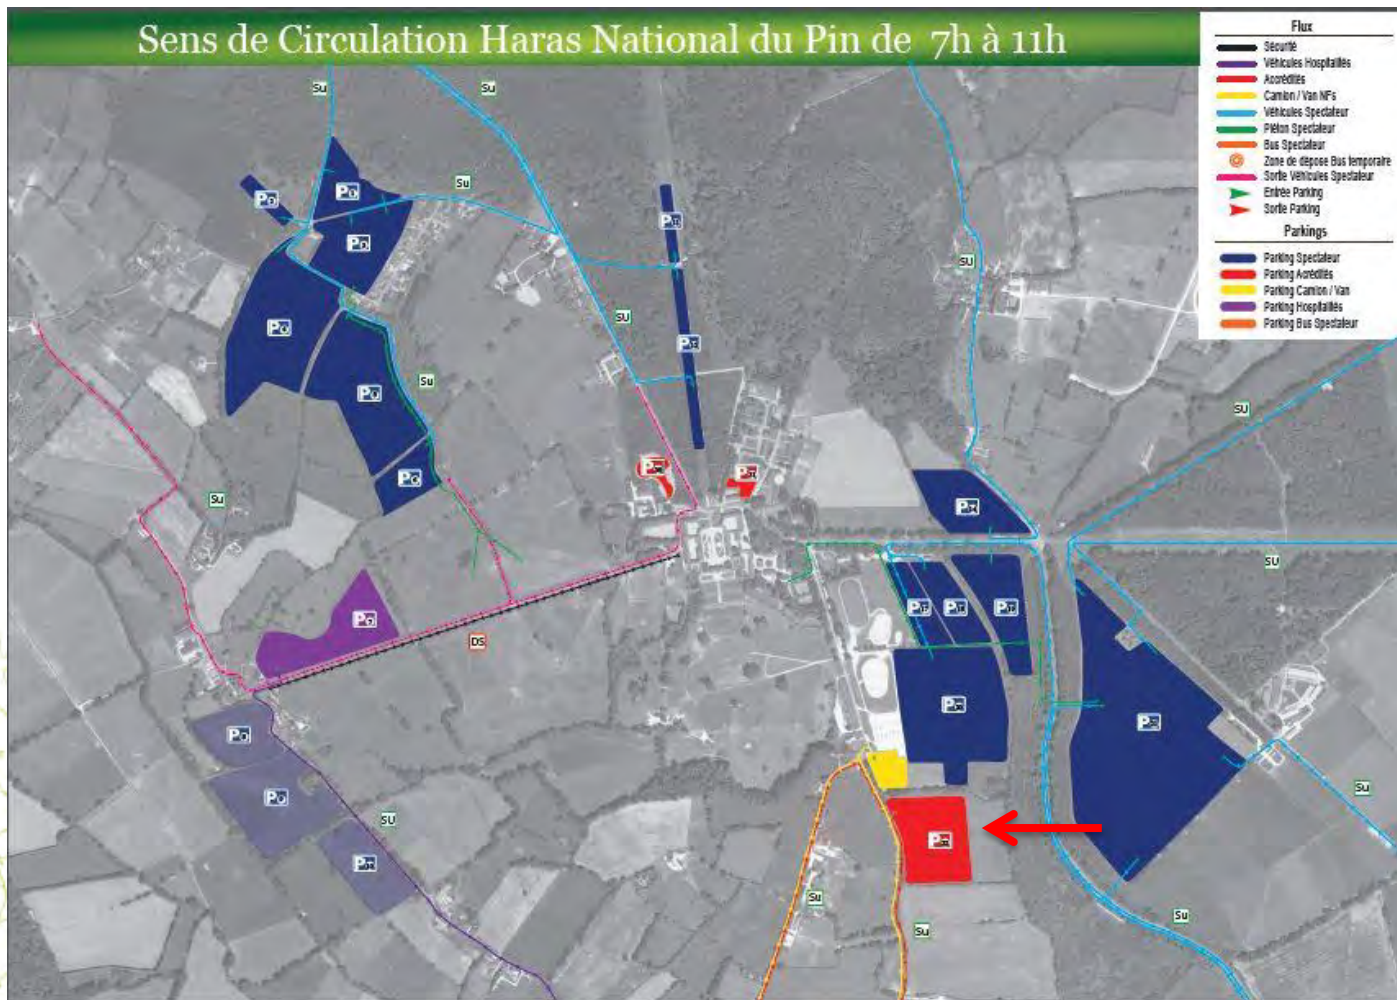 Sens de Circulation Haras National du Pin de 7h à 11h
Flux
Sécurité
Véhicules Hospitalités
Accrédités
Camion / Van NFs
Véhicules Spectateur
Piéton Spectateur
Bus Spectateur
Zone de dépose Bus temporaire
Sortie Véhicules Spectateur
Entrée Parking
Sortie Parking
Parkings
Parking Spectateur
Parking Acrédités
Parking Camion / Van
Parking Hospitalités
Parking Bus Spectateur
Su
Su
Su
P
P
P
SU
P
SU
P
P
P
Su
SU
P
P
P
P
Su
P
SU
P
P
P
P
DS
P
P
P
P
P
SU
P
Su
P
Su
Su
Su